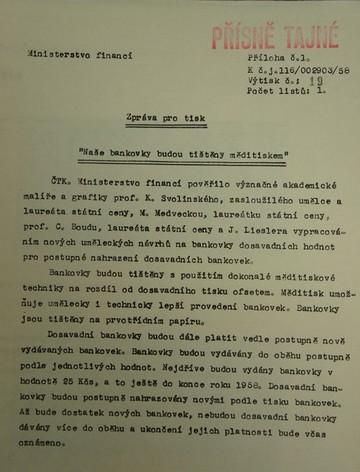 PŘÍSNĚ TAJNÉ
Ministerstvo financí
Příloha č.1.
K č.j.116/002903/58
Výtisk č.: 19
Počet listů: 1.
Zpráva pro tisk
"Naše bankovky budou tištěny mědìtiskem"
ČTK. Ministerstvo financí pověřilo význačné akademické
malíře a grafiky prof. K. Svolinského, zasloužilého umělce a
laureáta státní ceny, M. Medveckou, laureátku státní ceny,
prof. C. Boudu, laureáta státní ceny a J. Lieslera vypracová-
ním nových uměleckých návrhů na bankovky dosavadních hodnot
pro postupné nahrazení dosavadních bankovek.
Bankovky budou tištěny s použitím dokonalé mědìtiskové
techniky na rozdíl od dosavadního tisku ofsetem. Mědìtisk umož-
ňuje umělecky i technicky lepší provedení bankovek. Bankovky
jsou tištěny na prvotřídním papíru.
Dosavadní bankovky budou dále platit vedle postupně nově
vydávaných bankovek. Bankovky budou vydávány do oběhu postupně
podle jednotlivých hodnot. Nejdříve budou vydány bankovky v
hodnotě 25 Kčs, a to ještě do konce roku 1958. Dosavadní ban-
kovky budou postupně nahrazovány novými podle tisku bankovek.
Až bude dostatek nových bankovek, nebudou dosavadní bankovky
dávány více do oběhu a ukončení jejich platnosti bude včas
oznámeno.